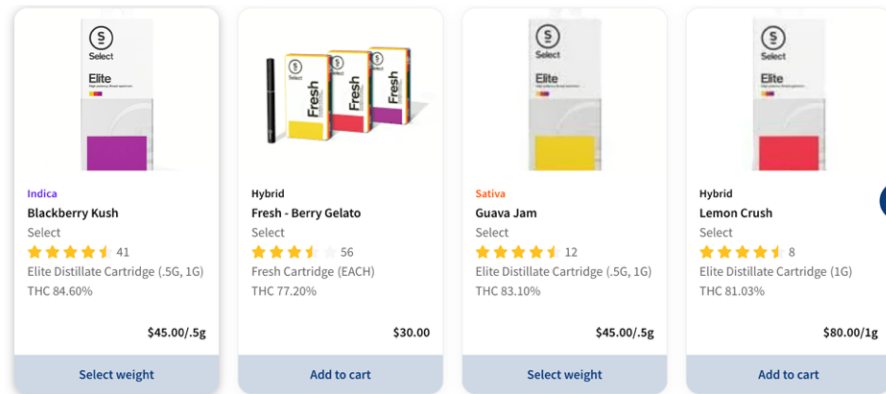 Select
Elite
Indica
Blackberry Kush
Select
41
Elite Distillate Cartridge (.5G, 1G)
THC 84.60%
$45.00/.5g
Select weight
Select
Fresh
Select
Fresh
Select
Fresh
Hybrid
Fresh - Berry Gelato
Select
56
Fresh Cartridge (EACH)
THC 77.20%
$30.00
Add to cart
Select
Elite
Sativa
Guava Jam
Select
12
Elite Distillate Cartridge (.5G, 1G)
THC 83.10%
$45.00/.5g
Select weight
Select
Elite
Hybrid
Lemon Crush
Select
8
Elite Distillate Cartridge (1G)
THC 81.03%
$80.00/1g
Add to cart